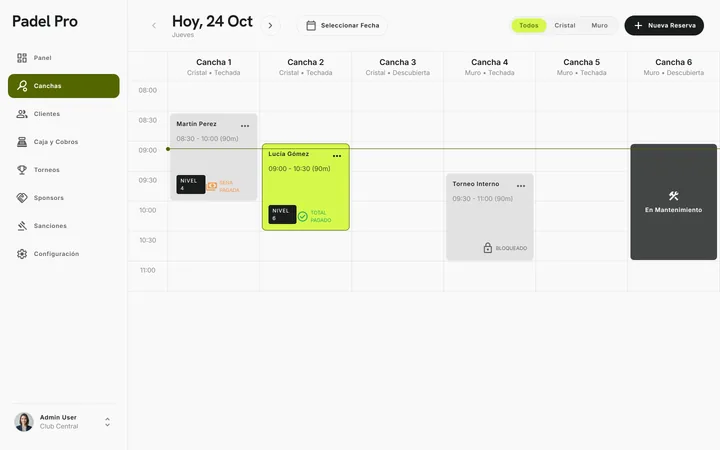 Padel Pro
Panel
Canchas
Clientes
Caja y Cobros
Torneos
Sponsors
Sanciones
Configuración
Admin User
Club Central
Hoy, 24 Oct
Jueves
Seleccionar Fecha
Todos
Cristal
Muro
Nueva Reserva
Cancha 1
Cristal • Techada
Cancha 2
Cristal • Techada
Cancha 3
Cristal • Descubierta
Cancha 4
Muro • Techada
Cancha 5
Muro • Techada
Cancha 6
Muro • Descubierta
08:00
08:30
09:00
09:30
10:00
10:30
11:00
Martín Perez
08:30 - 10:00 (90m)
NIVEL
4
SEÑA
PAGADA
Lucía Gómez
09:00 - 10:30 (90m)
NIVEL
6
TOTAL
PAGADO
Torneo Interno
09:30 - 11:00 (90m)
BLOQUEADO
En Mantenimiento